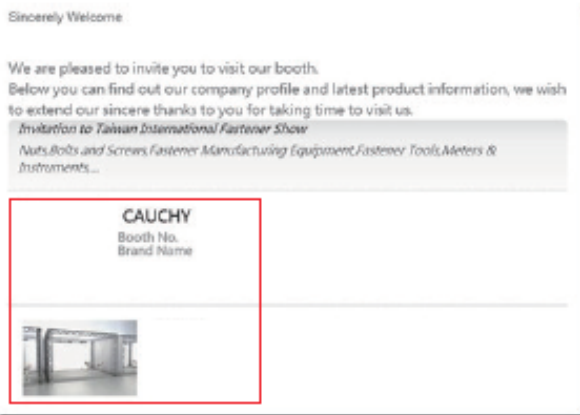 Sincerely Welcome
We are pleased to invite you to visit our booth.
Below you can find out our company profile and latest product information, we wish
to extend our sincere thanks to you for taking time to visit us.
Invitation to Taiwan International Fastener Show
Nuts,Bolts and Screws,Fastener Manufacturing Equipment,Fastener Tools,Meters &
Instruments,...
CAUCHY
Booth No.
Brand Name